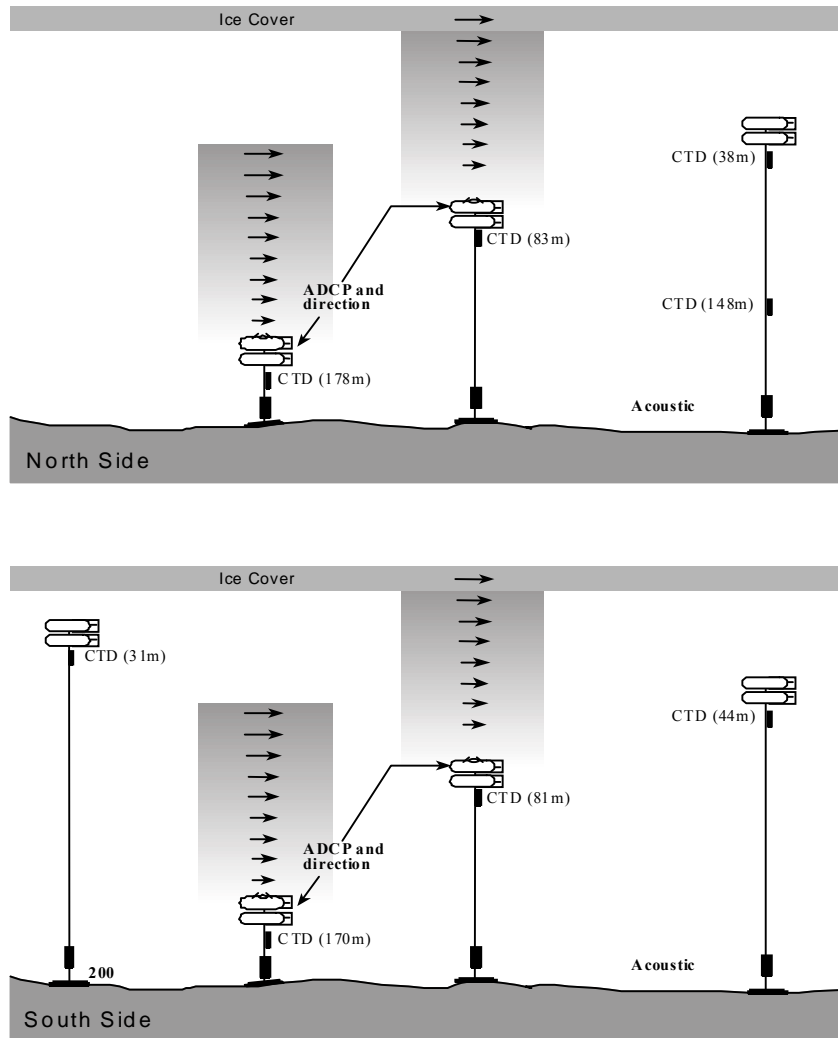 Ice Cover
CTD (38m)
CTD (83m)
ADCP and
direction
CTD (148m)
CTD (178m)
Acoustic
North Side
Ice Cover
CTD (31m)
CTD (44m)
CTD (81m)
ADCP and
direction
CTD (170m)
200
Acoustic
South Side